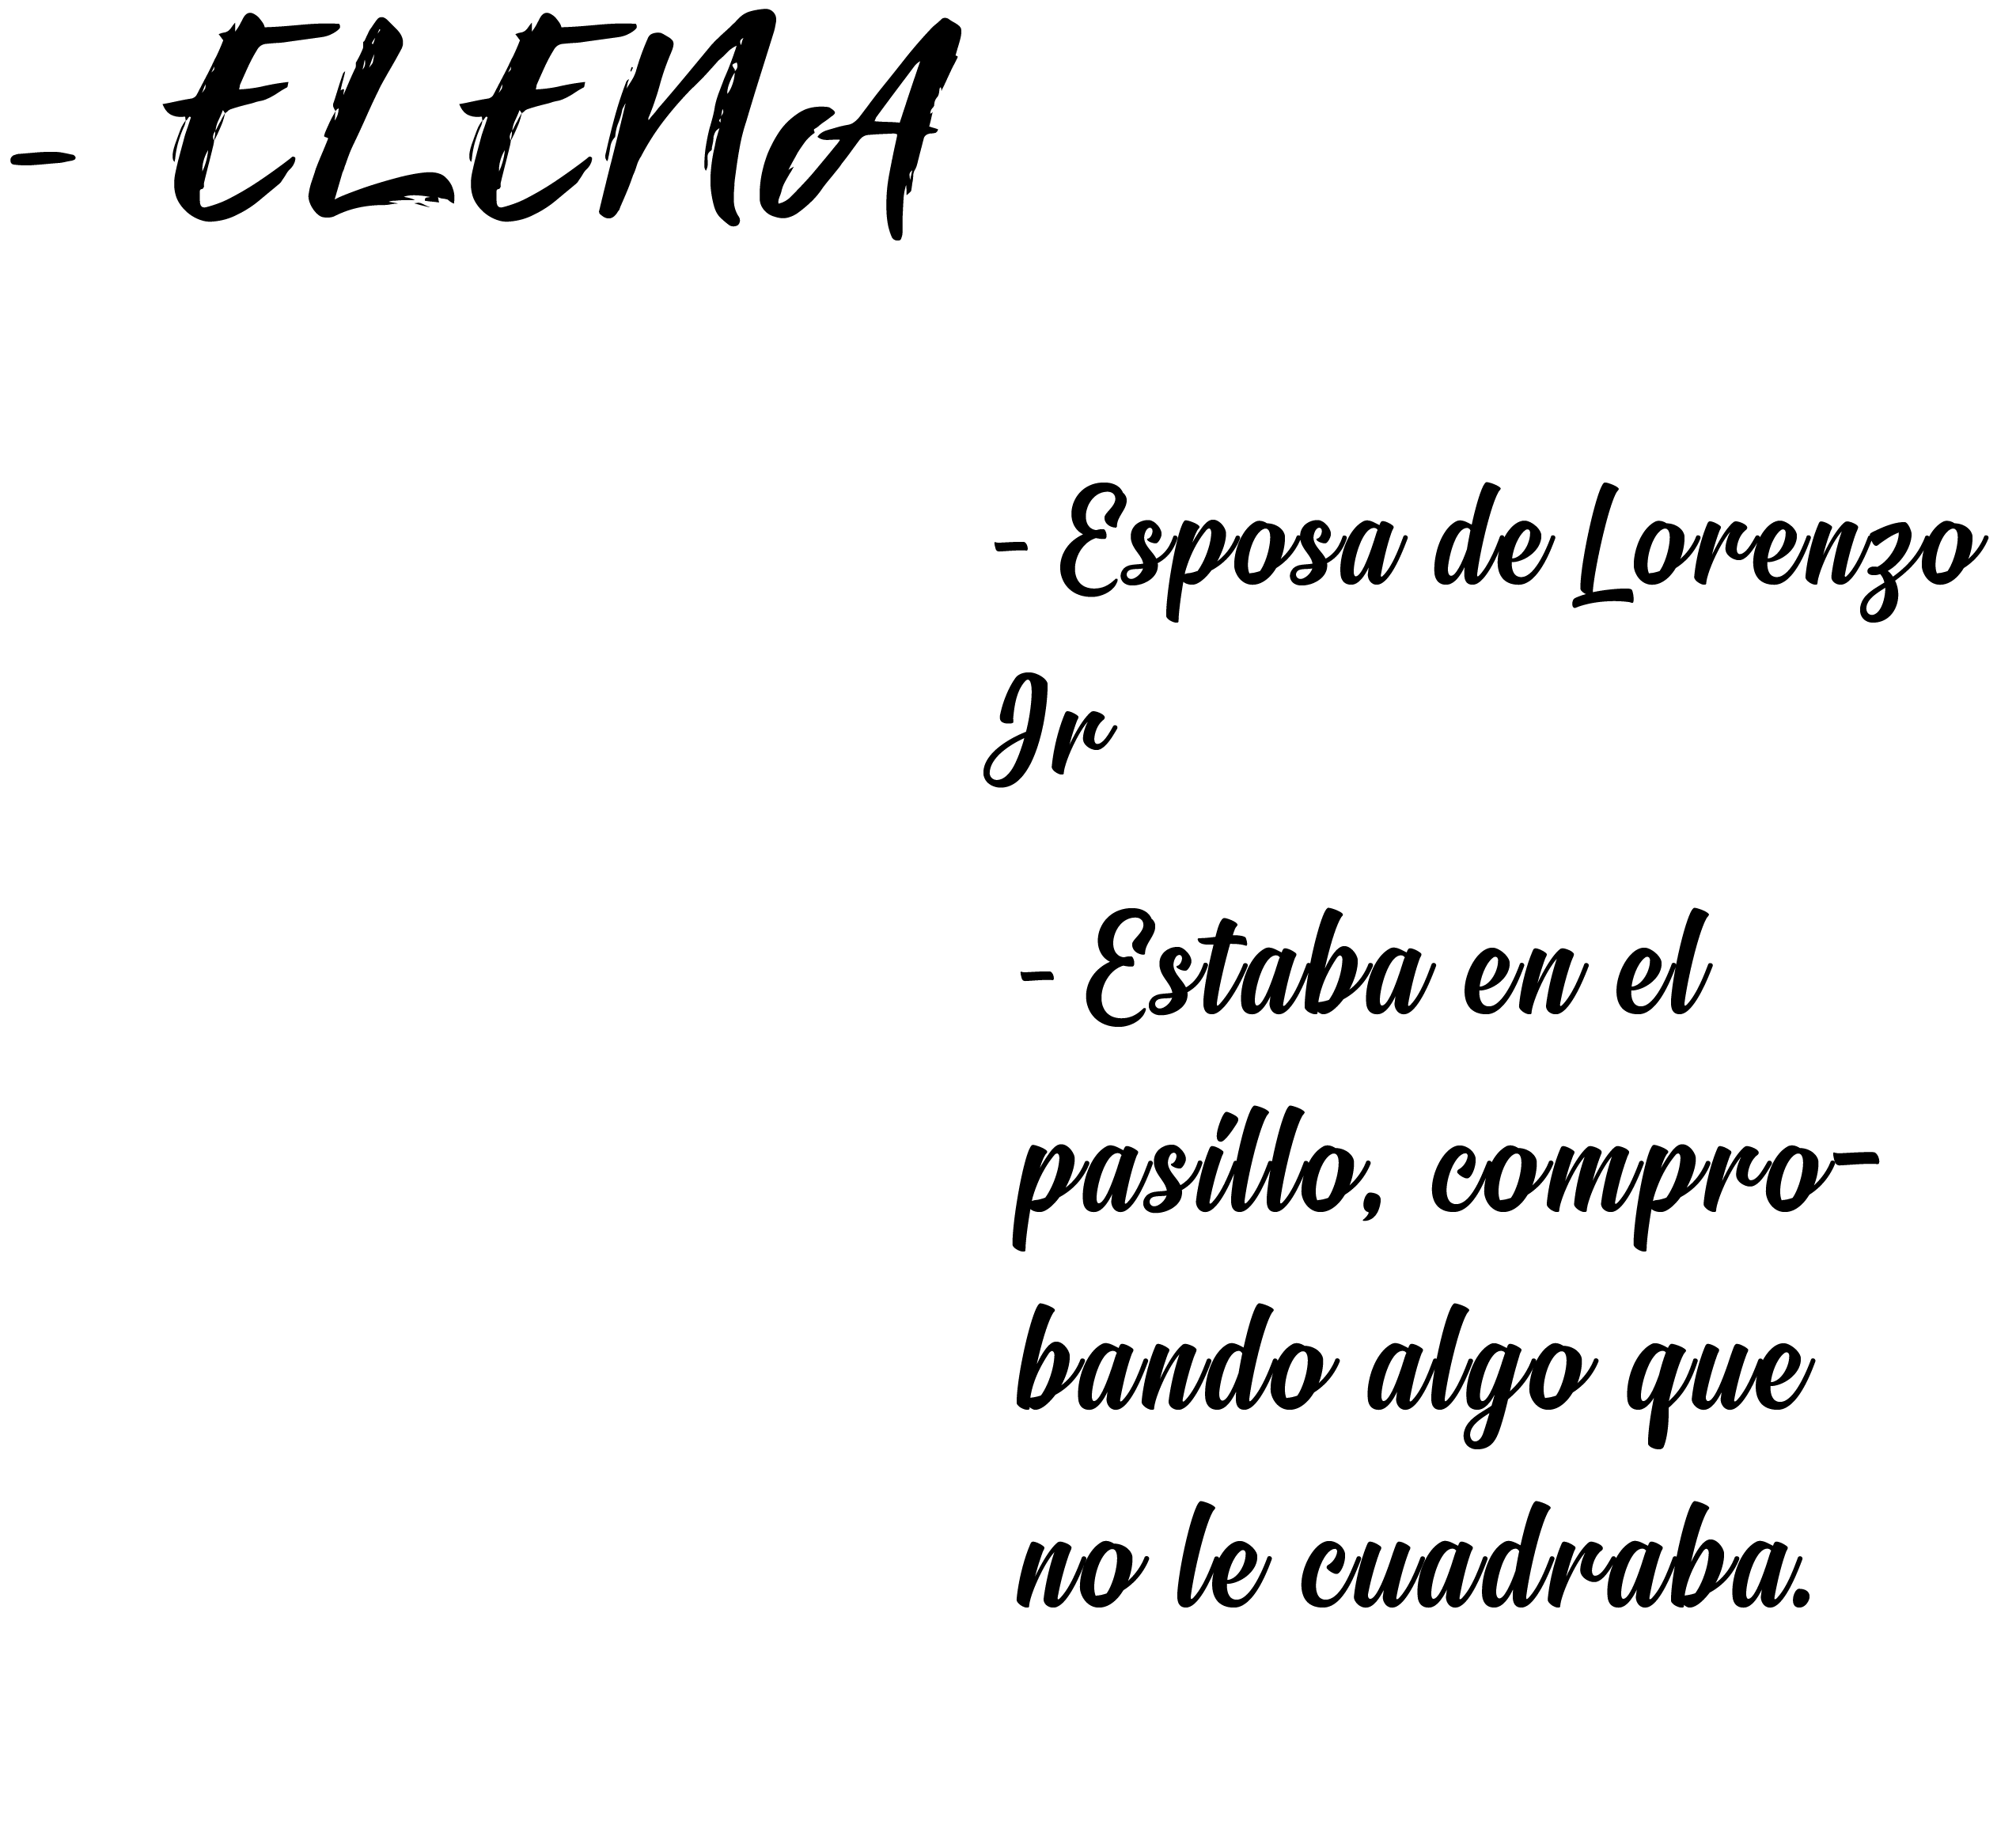 - ELENA
- Esposa de Lorenzo
Jr
- Estaba en el
pasillo, compro-
bando algo que
no le cuadraba.